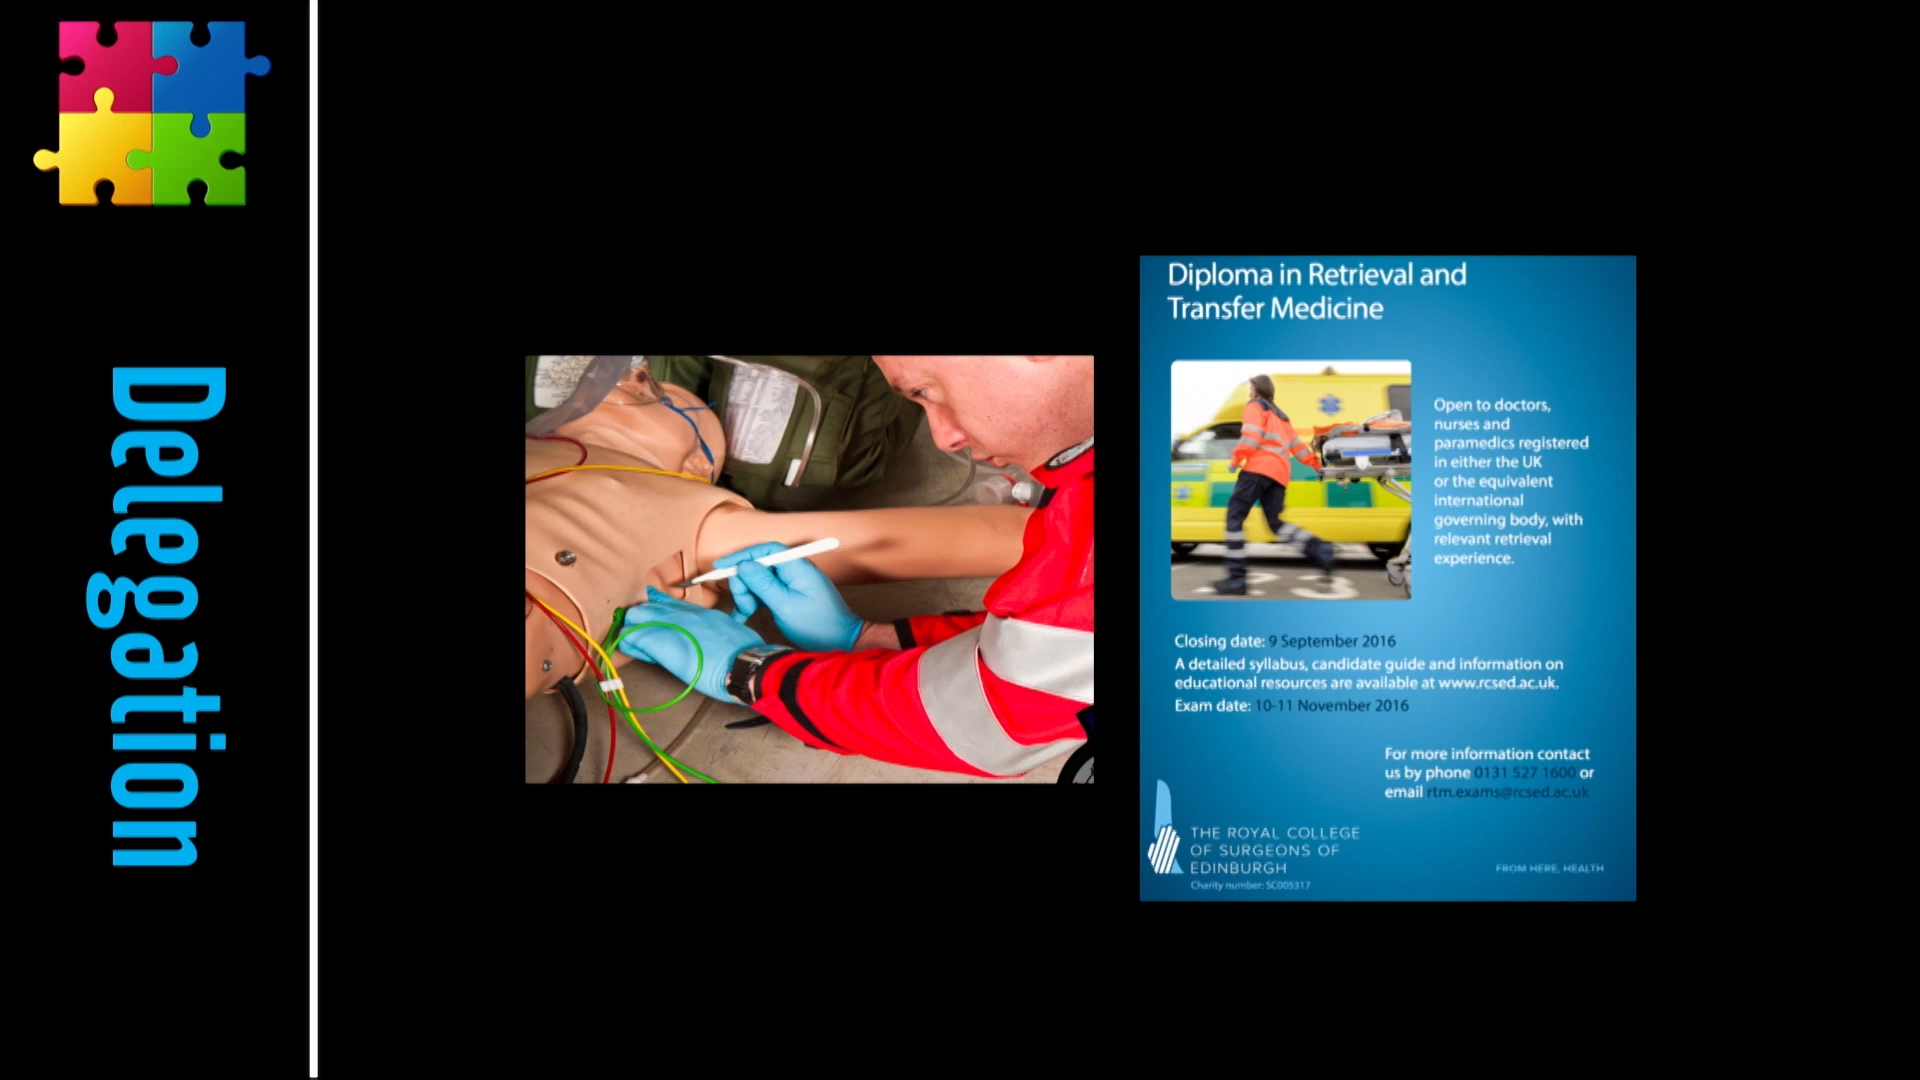 Delegation
Diploma in Retrieval and
Transfer Medicine
Open to doctors,
nurses and
paramedics registered
in either the UK
or the equivalent
international
governing body, with
relevant retrieval
experience.
Closing date: 9 September 2016
A detailed syllabus, candidate guide and information on
educational resources are available at www.rcsed.ac.uk.
Exam date: 10-11 November 2016
For more information contact
us by phone 0131 527 1600 or
email rtm.exams@rcsed.ac.uk
THE ROYAL COLLEGE
OF SURGEONS OF
EDINBURGH
Charity number: SC005317
FROM HERE, HEALTH